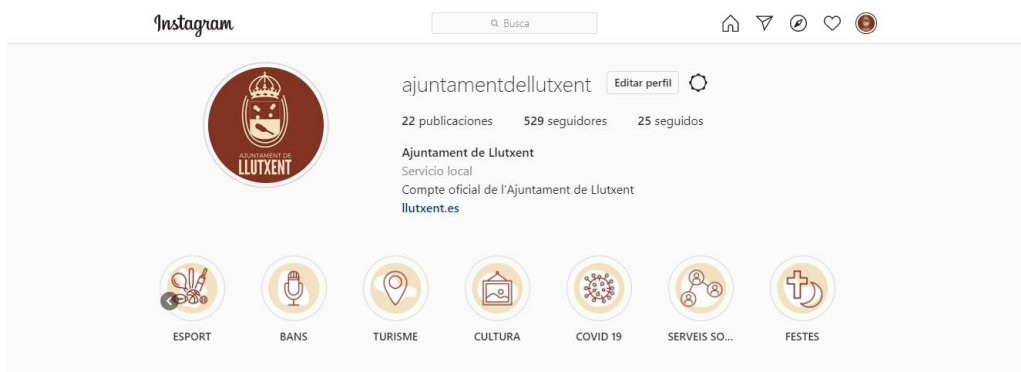 Instagram
Busca
AJUNTAMENT DE
LLUTXENT
ajuntamentdellutxent Editar perfil
22 publicaciones 529 seguidores 25 seguidos
Ajuntament de Llutxent
Servicio local
Compte oficial de l'Ajuntament de Llutxent
llutxent.es
ESPORT BANS TURISME CULTURA COVID 19 SERVEIS SO... FESTES